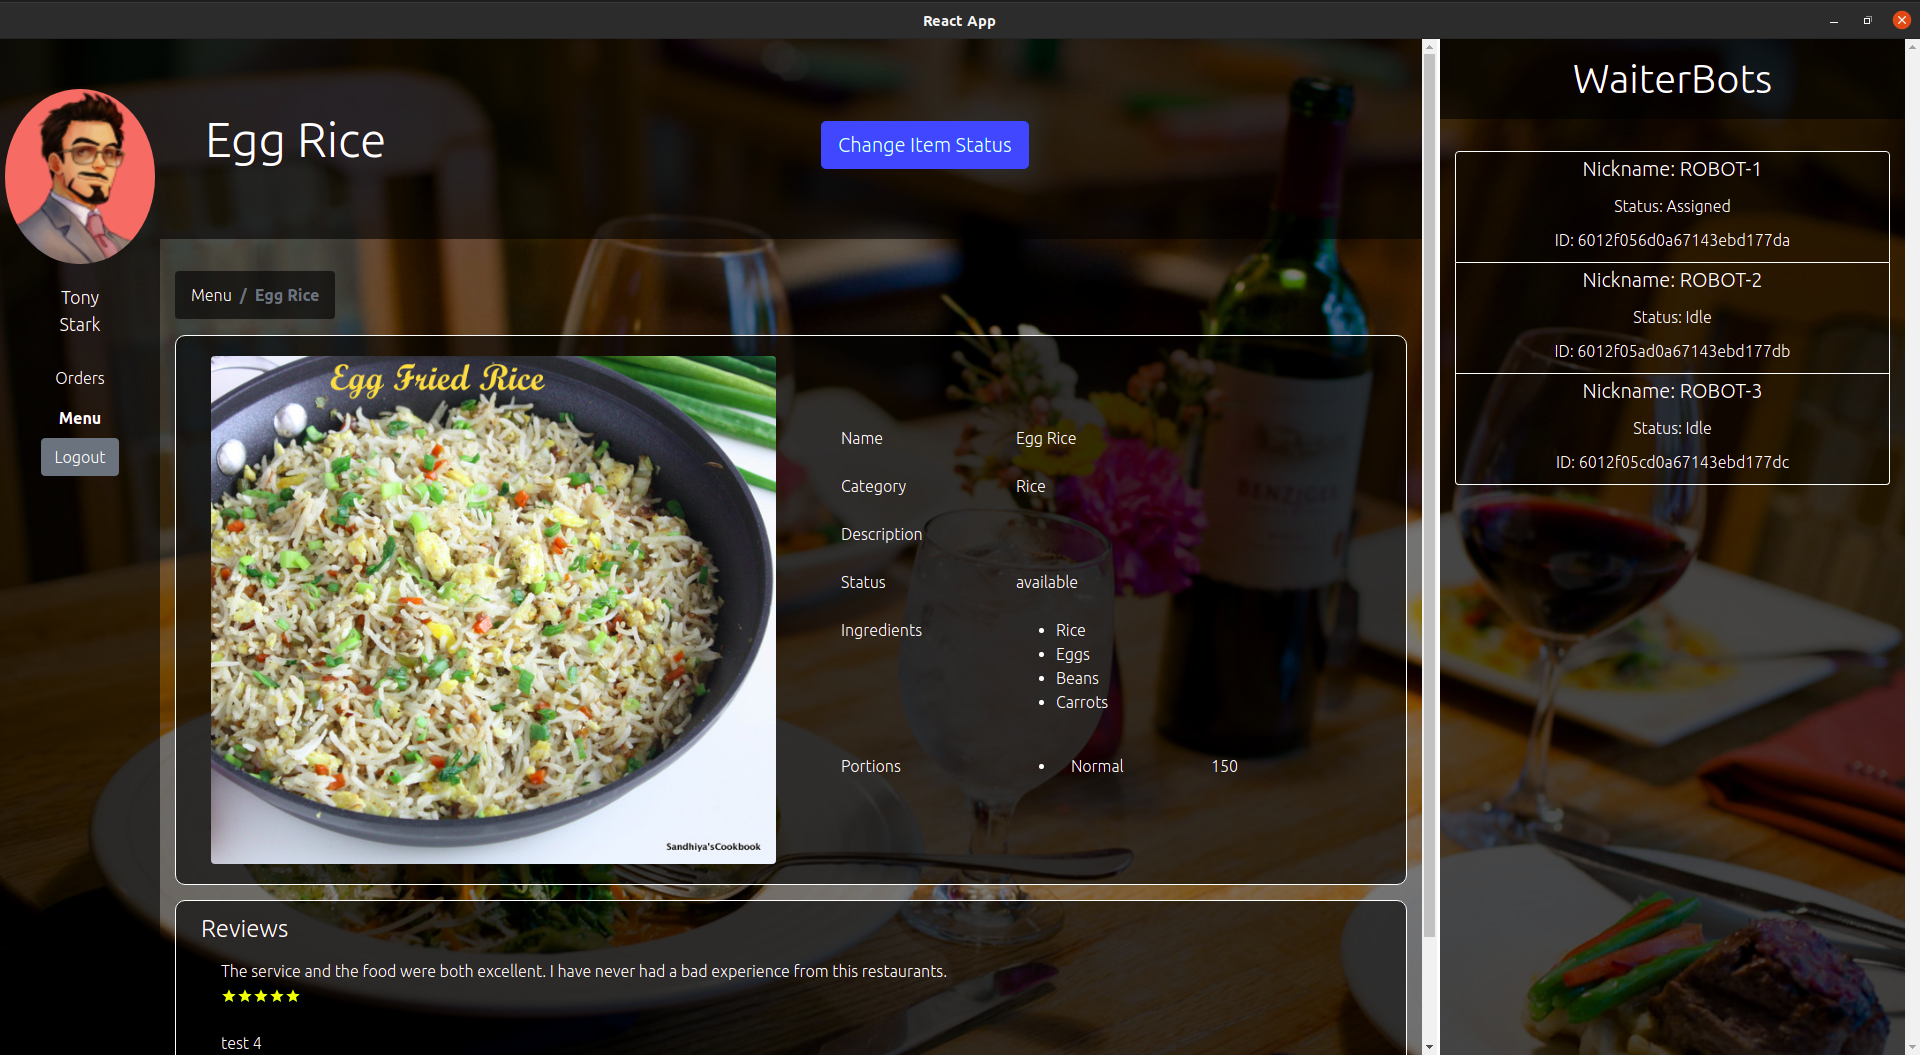 React App
Egg Rice
Change Item Status
Tony
Stark
Orders
Menu
Logout
Menu / Egg Rice
Egg Fried Rice
Sandhiya'sCookbook
Name Egg Rice
Category Rice
Description
Status available
Ingredients
• Rice
• Eggs
• Beans
• Carrots
Portions
• Normal 150
Reviews
The service and the food were both excellent. I have never had a bad experience from this restaurants.
★★★★★
test 4
WaiterBots
Nickname: ROBOT-1
Status: Assigned
ID: 6012f056d0a67143ebd177da
Nickname: ROBOT-2
Status: Idle
ID: 6012f05ad0a67143ebd177db
Nickname: ROBOT-3
Status: Idle
ID: 6012f05cd0a67143ebd177dc
BENZIGER